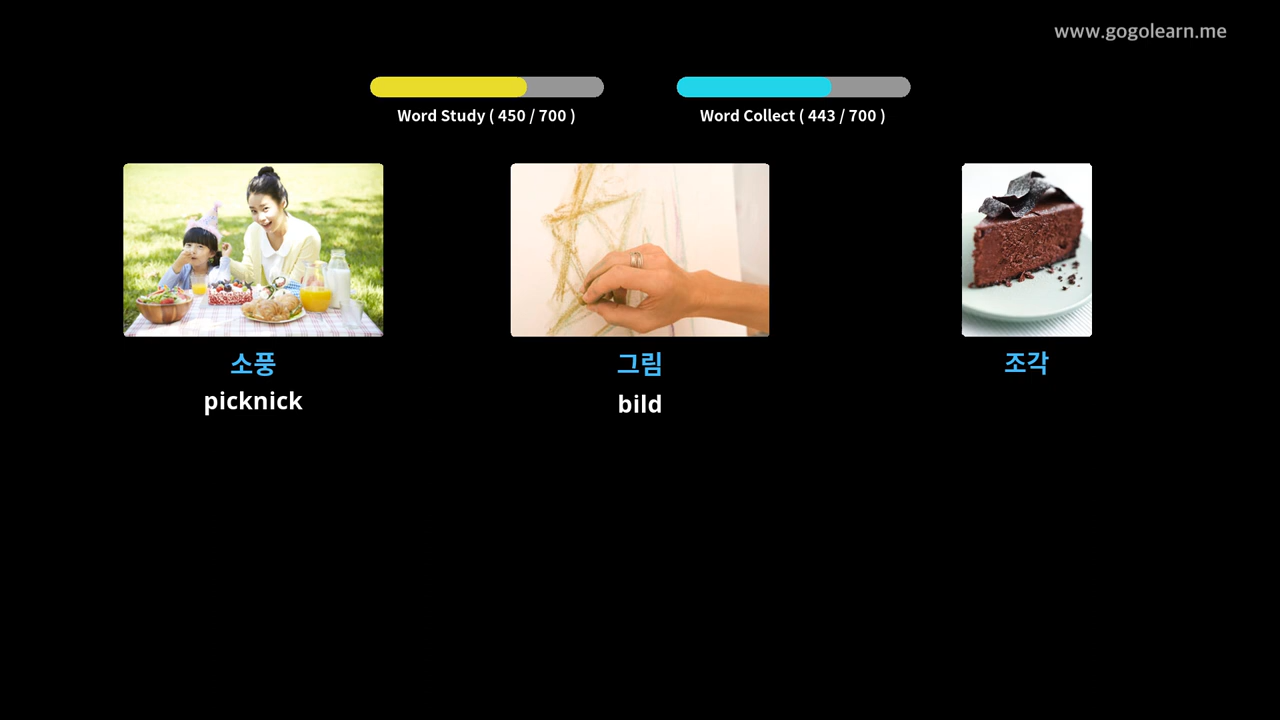 www.gogolearn.me
Word Study ( 450 / 700 )
Word Collect ( 443 / 700 )
소풍
그림
조각
picknick
bild